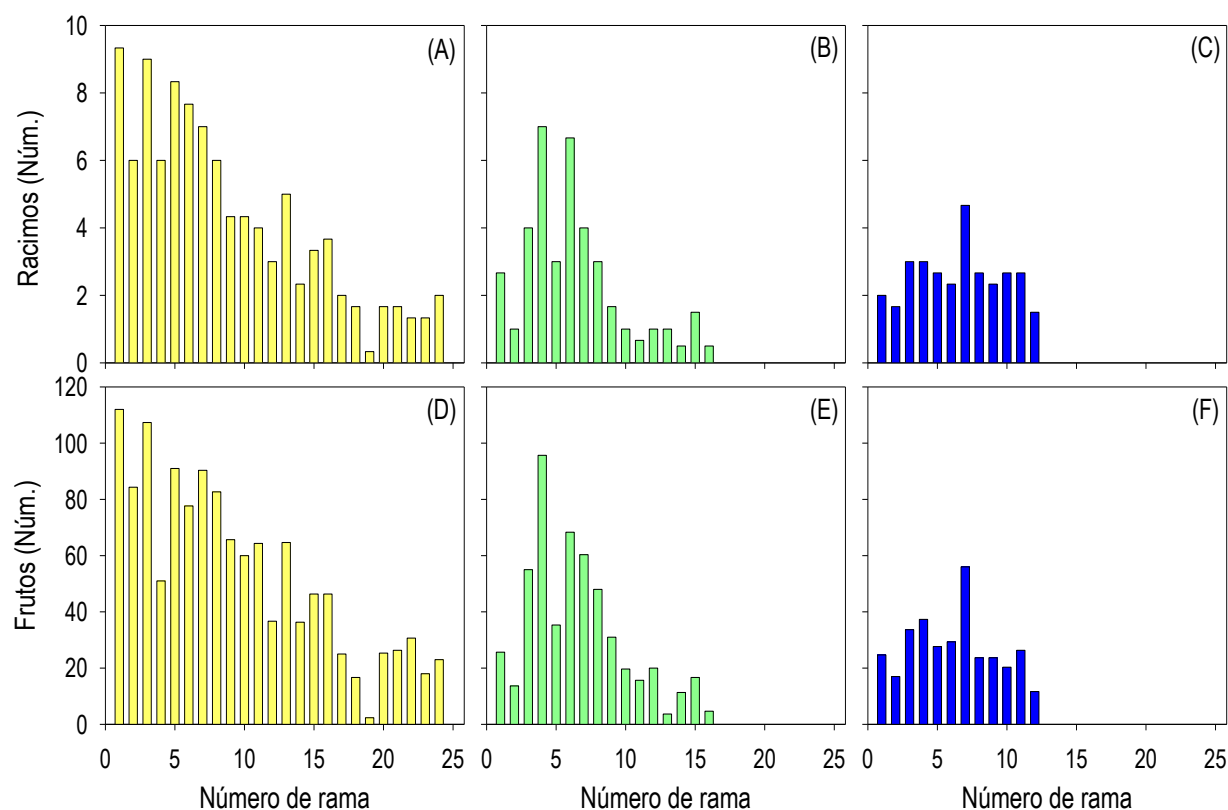 10
8
6
4
2
0
Racimos (Núm.)
(A)
(B)
(C)
120
100
80
60
40
20
0
Frutos (Núm.)
(D)
(E)
(F)
0 5 10 15 20 25
0 5 10 15 20 25
0 5 10 15 20 25
Número de rama
Número de rama
Número de rama